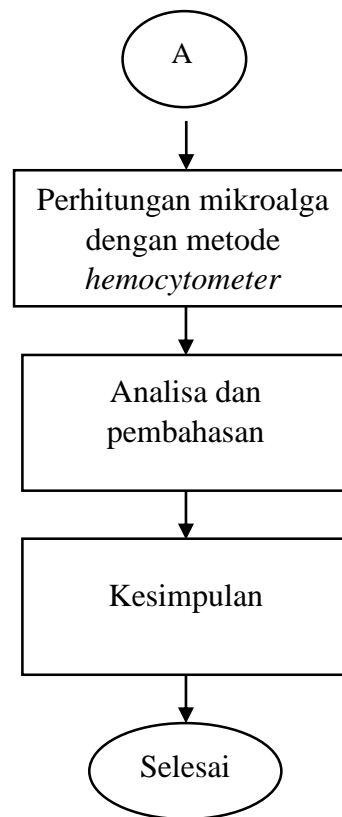 A
Perhitungan mikroalga
dengan metode
hemocytometer
Analisa dan
pembahasan
Kesimpulan
Selesai